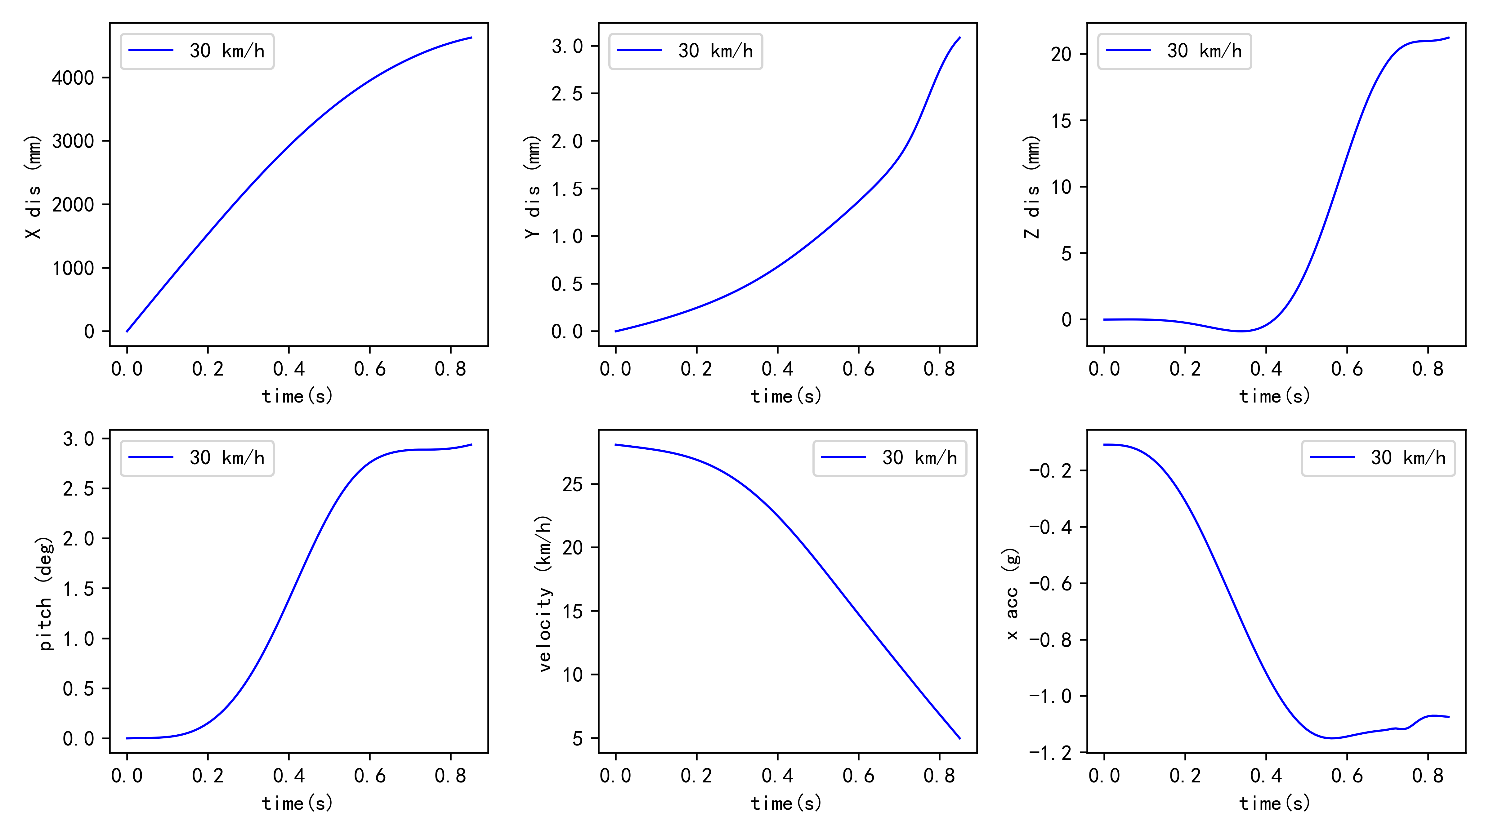 30 km/h
X dis (mm)
4000
3000
2000
1000
0
0.0 0.2 0.4 0.6 0.8
time(s)
30 km/h
Y dis (mm)
3.0
2.5
2.0
1.5
1.0
0.5
0.0
0.0 0.2 0.4 0.6 0.8
time(s)
30 km/h
Z dis (mm)
20
15
10
5
0
0.0 0.2 0.4 0.6 0.8
time(s)
30 km/h
pitch (deg)
3.0
2.5
2.0
1.5
1.0
0.5
0.0
0.0 0.2 0.4 0.6 0.8
time(s)
30 km/h
velocity (km/h)
25
20
15
10
5
0.0 0.2 0.4 0.6 0.8
time(s)
30 km/h
x acc (g)
-0.2
-0.4
-0.6
-0.8
-1.0
-1.2
0.0 0.2 0.4 0.6 0.8
time(s)